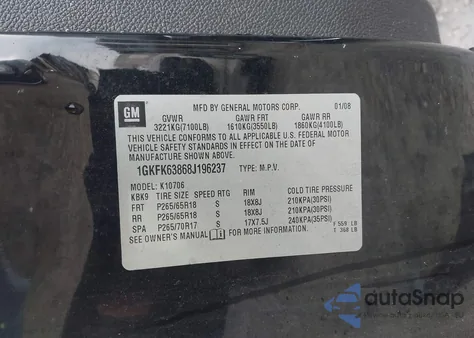 GM
MFD BY GENERAL MOTORS CORP. 01/08
GVWR GAWR FRT GAWR RR
3221KG(7100LB) 1610KG(3550LB) 1860KG(4100LB)
THIS VEHICLE CONFORMS TO ALL APPLICABLE U.S. FEDERAL MOTOR
VEHICLE SAFETY STANDARDS IN EFFECT ON THE DATE OF
MANUFACTURE SHOWN ABOVE.
1GKFK63868J196237 TYPE: M.P.V.
MODEL: K10706
KBK9 TIRE SIZE SPEED RTG RIM COLD TIRE PRESSURE
FRT P265/65R18 S 18X8J 210KPA(30PSI)
RR P265/65R18 S 18X8J 210KPA(30PSI)
SPA P265/70R17 S 17X7.5J 240KPA(35PSI)
SEE OWNER'S MANUAL FOR MORE INFORMATION.
F 559 LB
T 360 LB
autoSnap